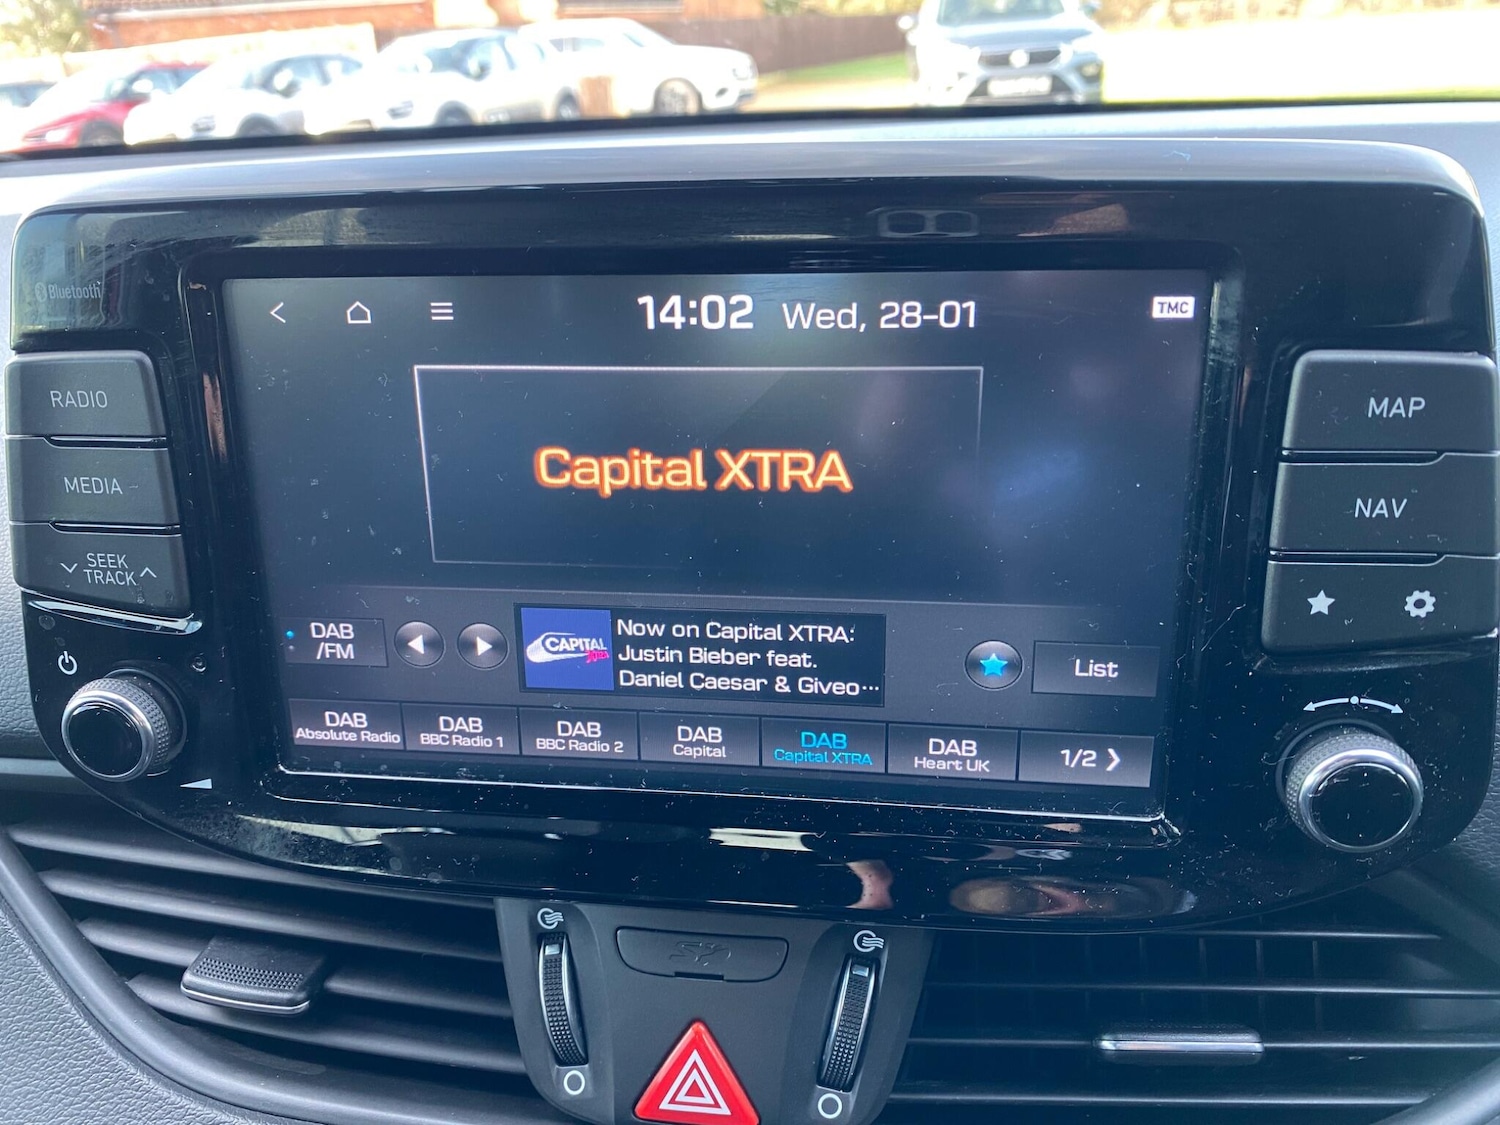 Bluetooth
14:02 Wed, 28-01
TMC
RADIO
MEDIA
SEEK
TRACK
MAP
NAV
Capital XTRA
DAB
/FM
CAPITAL
XTRA
Now on Capital XTRA:
Justin Bieber feat.
Daniel Caesar & Giveo···
List
DAB
Absolute Radio
DAB
BBC Radio 1
DAB
BBC Radio 2
DAB
Capital
DAB
Capital XTRA
DAB
Heart UK
1/2